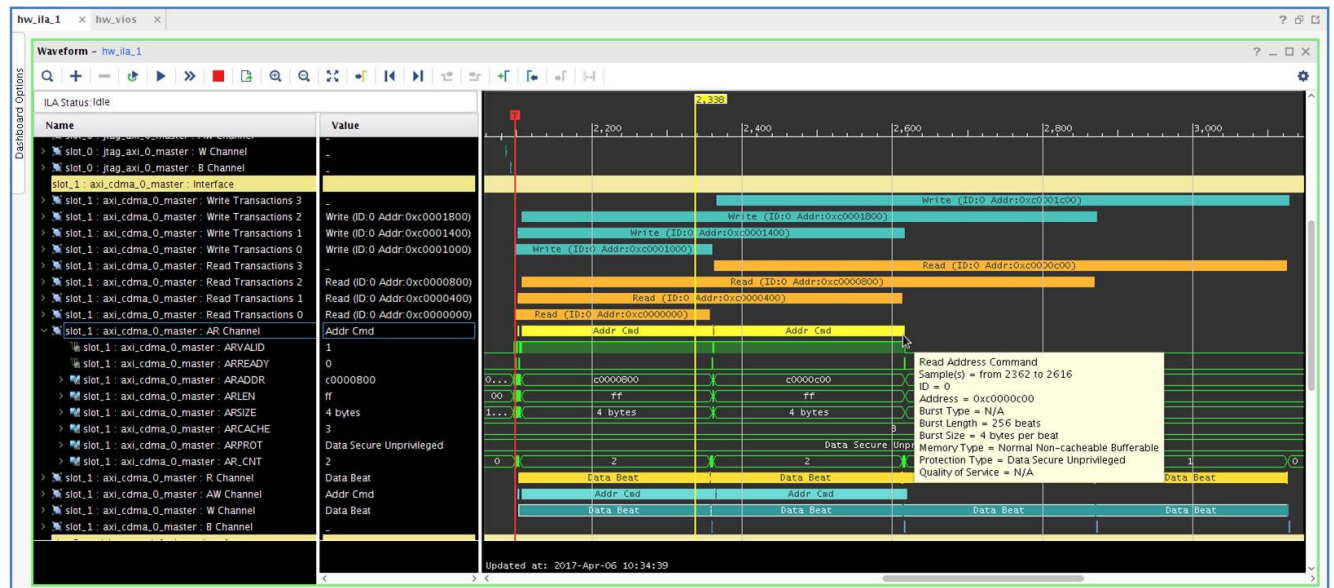 hw_ila_1 × hw_vios ×
Dashboard Options
Waveform - hw_ila_1
ILA Status: Idle
Name Value
2,338
T
2,200 2,400 2,600 2,800 3,000
slot_0 : jtag_axi_0_master : AW Channel
slot_0 : jtag_axi_0_master : W Channel -
slot_0 : jtag_axi_0_master : B Channel -
slot_1 : axi_cdma_0_master : Interface
slot_1 : axi_cdma_0_master : Write Transactions 3 - Write (ID:0 Addr:0xc0001c00)
slot_1 : axi_cdma_0_master : Write Transactions 2 Write (ID:0 Addr:0xc0001800) Write (ID:0 Addr:0xc0001800)
slot_1 : axi_cdma_0_master : Write Transactions 1 Write (ID:0 Addr:0xc0001400) Write (ID:0 Addr:0xc0001400)
slot_1 : axi_cdma_0_master : Write Transactions 0 Write (ID:0 Addr:0xc0001000) Write (ID:0 Addr:0xc0001000)
slot_1 : axi_cdma_0_master : Read Transactions 3 - Read (ID:0 Addr:0xc0000c00)
slot_1 : axi_cdma_0_master : Read Transactions 2 Read (ID:0 Addr:0xc0000800) Read (ID:0 Addr:0xc0000800)
slot_1 : axi_cdma_0_master : Read Transactions 1 Read (ID:0 Addr:0xc0000400) Read (ID:0 Addr:0xc0000400)
slot_1 : axi_cdma_0_master : Read Transactions 0 Read (ID:0 Addr:0xc0000000) Read (ID:0 Addr:0xc0000000)
slot_1 : axi_cdma_0_master : AR Channel Addr Cmd Addr Cmd Addr Cmd
slot_1 : axi_cdma_0_master : ARVALID 1
slot_1 : axi_cdma_0_master : ARREADY 0
slot_1 : axi_cdma_0_master : ARADDR c0000800 0... c0000800 c0000c00
slot_1 : axi_cdma_0_master : ARLEN ff 00 ff ff
slot_1 : axi_cdma_0_master : ARSIZE 4 bytes 1... 4 bytes 4 bytes
slot_1 : axi_cdma_0_master : ARCACHE 3 3
slot_1 : axi_cdma_0_master : ARPROT Data Secure Unprivileged Data Secure Unpr
slot_1 : axi_cdma_0_master : AR_CNT 2 0 2 2 1 0
slot_1 : axi_cdma_0_master : R Channel Data Beat Data Beat Data Beat Data Beat
slot_1 : axi_cdma_0_master : AW Channel Addr Cmd Addr Cmd Addr Cmd
slot_1 : axi_cdma_0_master : W Channel Data Beat Data Beat Data Beat Data Beat Data Beat
slot_1 : axi_cdma_0_master : B Channel -
Read Address Command
Sample(s) = from 2362 to 2616
ID = 0
Address = 0xc0000c00
Burst Type = N/A
Burst Length = 256 beats
Burst Size = 4 bytes per beat
Memory Type = Normal Non-cacheable Bufferable
Protection Type = Data Secure Unprivileged
Quality of Service = N/A
Updated at: 2017-Apr-06 10:34:39